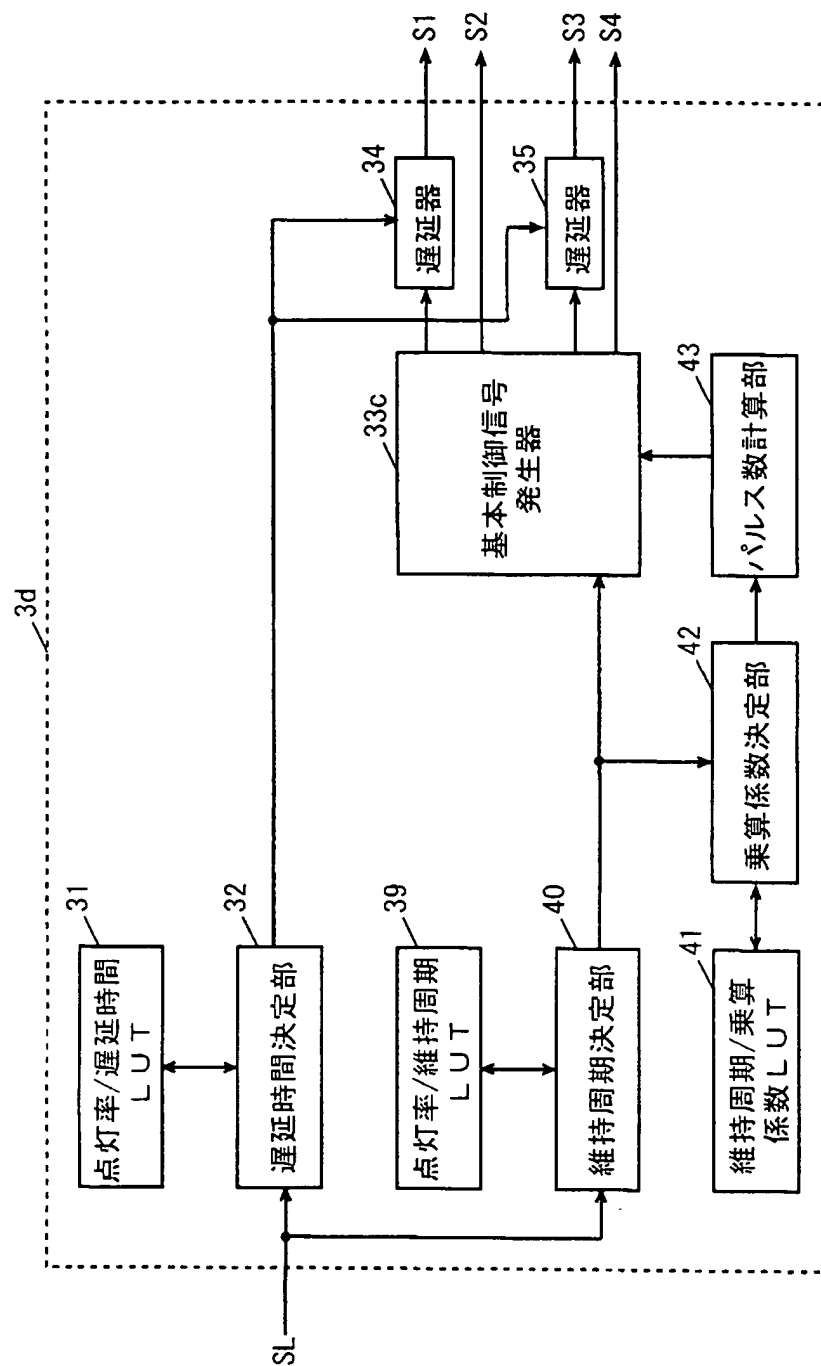 3d
31
点灯率/遅延時間
LUT
32
遅延時間決定部
SL
39
点灯率/維持周期
LUT
40
維持周期決定部
41
維持周期/乗算
係数LUT
42
乗算係数決定部
43
パルス数計算部
33c
基本制御信号
発生器
34
遅延器
35
遅延器
S1
S2
S3
S4